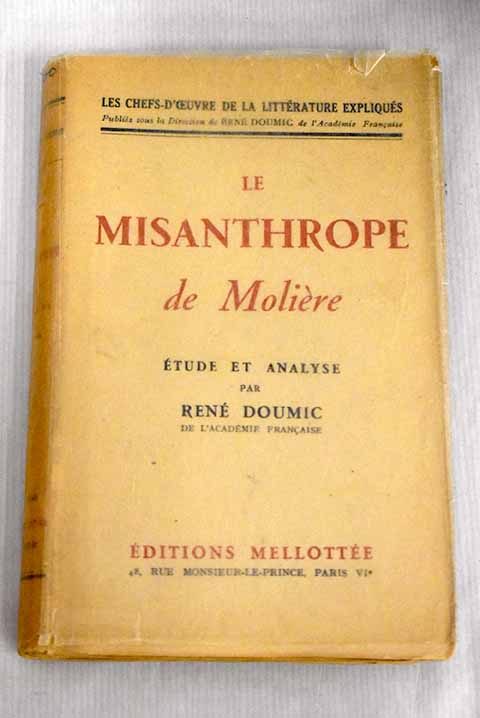 LES CHEFS-D'ŒUVRE DE LA LITTÉRATURE EXPLIQUÉS
Publiés sous la Direction de RENÉ DOUMIC de l'Académie Française
LE
MISANTHROPE
de Molière
ÉTUDE ET ANALYSE
PAR
RENÉ DOUMIC
DE L'ACADÉMIE FRANÇAISE
ÉDITIONS MELLOTTÉE
48, RUE MONSIEUR-LE-PRINCE, PARIS VIe